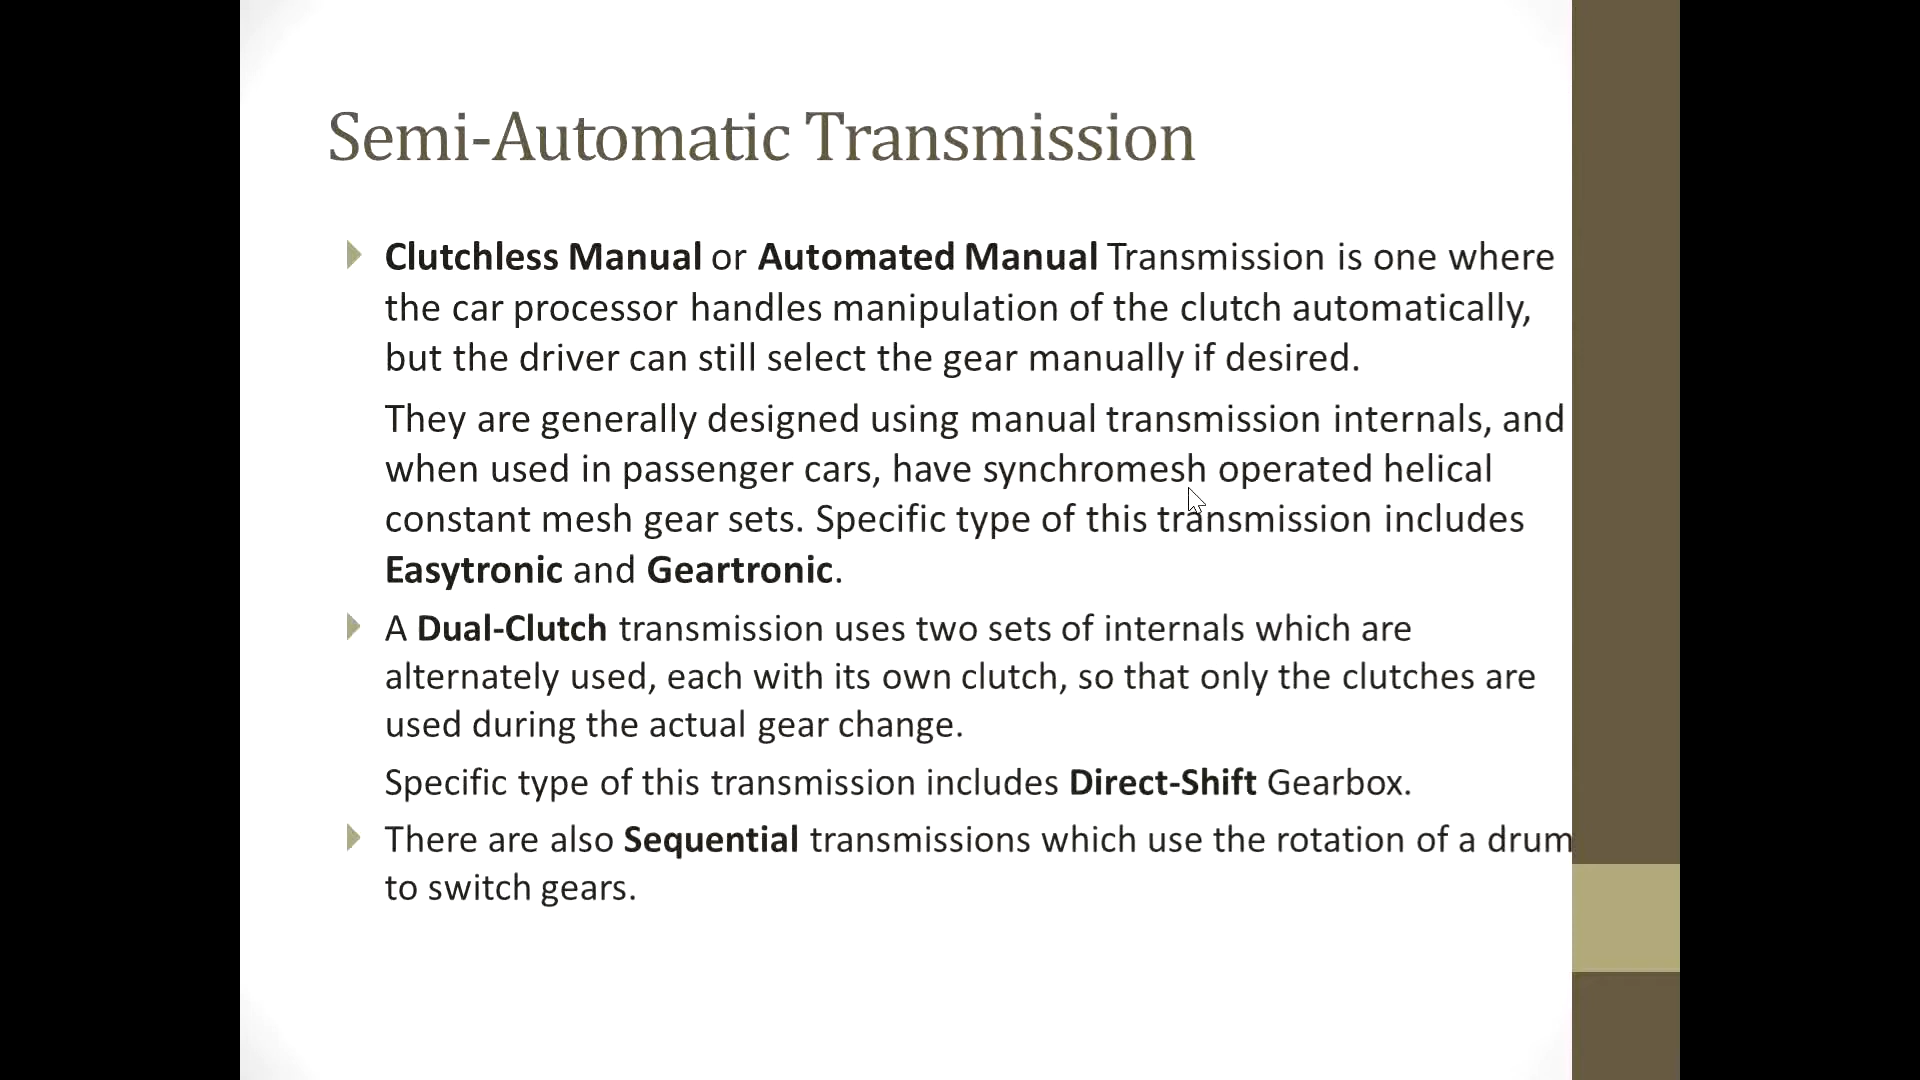 Semi-Automatic Transmission
Clutchless Manual or Automated Manual Transmission is one where
the car processor handles manipulation of the clutch automatically,
but the driver can still select the gear manually if desired.
They are generally designed using manual transmission internals, and
when used in passenger cars, have synchromesh operated helical
constant mesh gear sets. Specific type of this transmission includes
Easytronic and Geartronic.
A Dual-Clutch transmission uses two sets of internals which are
alternately used, each with its own clutch, so that only the clutches are
used during the actual gear change.
Specific type of this transmission includes Direct-Shift Gearbox.
There are also Sequential transmissions which use the rotation of a drum
to switch gears.